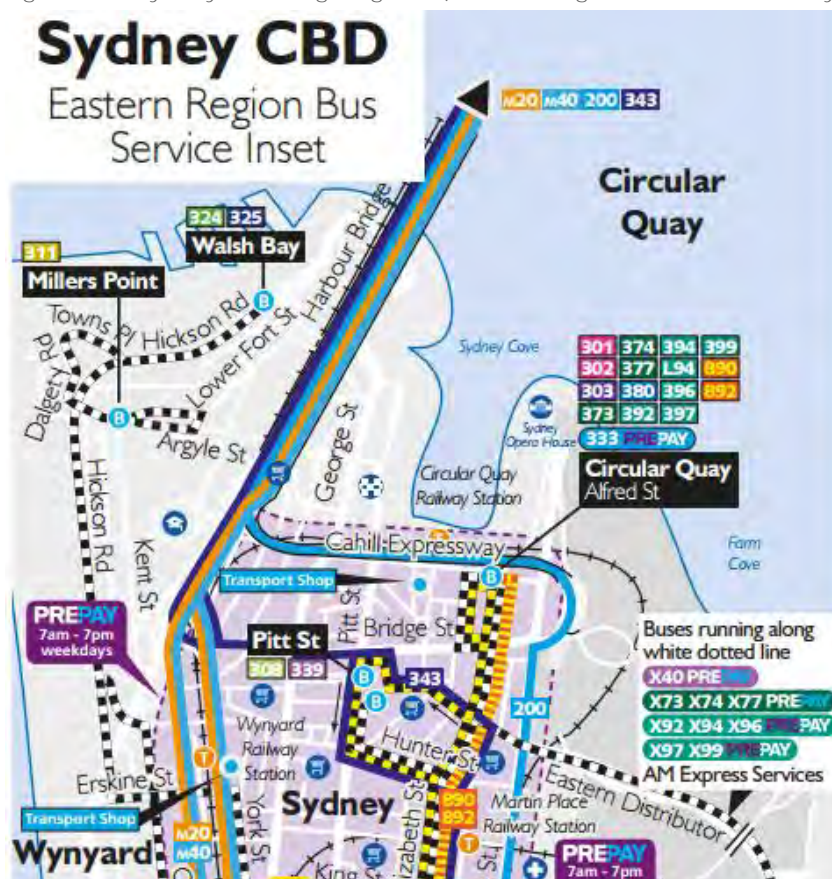 Sydney CBD
Eastern Region Bus
Service Inset
M20 M40 200 343
Circular
Quay
324 325
Walsh Bay
311
Millers Point
Harbour Bridge
Towns Pl
Hickson Rd
Lower Fort St
Dalgety Rd
Argyle St
Sydney Cove
301 374 394 399
302 377 L94 890
303 380 396 892
373 392 397
333 PREPAY
Sydney
Opera House
Circular Quay
Alfred St
George St
Circular Quay
Railway Station
Hickson Rd
Kent St
Cahill Expressway
Farm
Cove
Transport Shop
Pitt St
Bridge St
PREPAY
7am - 7pm
weekdays
Pitt St
308 339
343
Buses running along
white dotted line
X40 PREPAY
X73 X74 X77 PREPAY
X92 X94 X96 PREPAY
X97 X99 PREPAY
AM Express Services
200
Wynyard
Railway
Station
Hunter St
Erskine St
Eastern Distributor
Sydney
890
892
Martin Place
Railway Station
Transport Shop
M20
M40
Wynyard
York St
King St
izabeth St
PREPAY
7am - 7pm